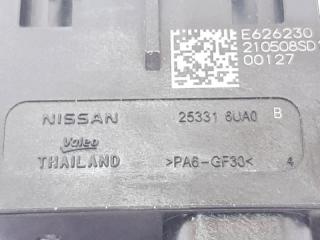 E626230
210508SD1
00127
NISSAN 25331 6UA0 B
Valeo
THAILAND >PA6-GF30< 4